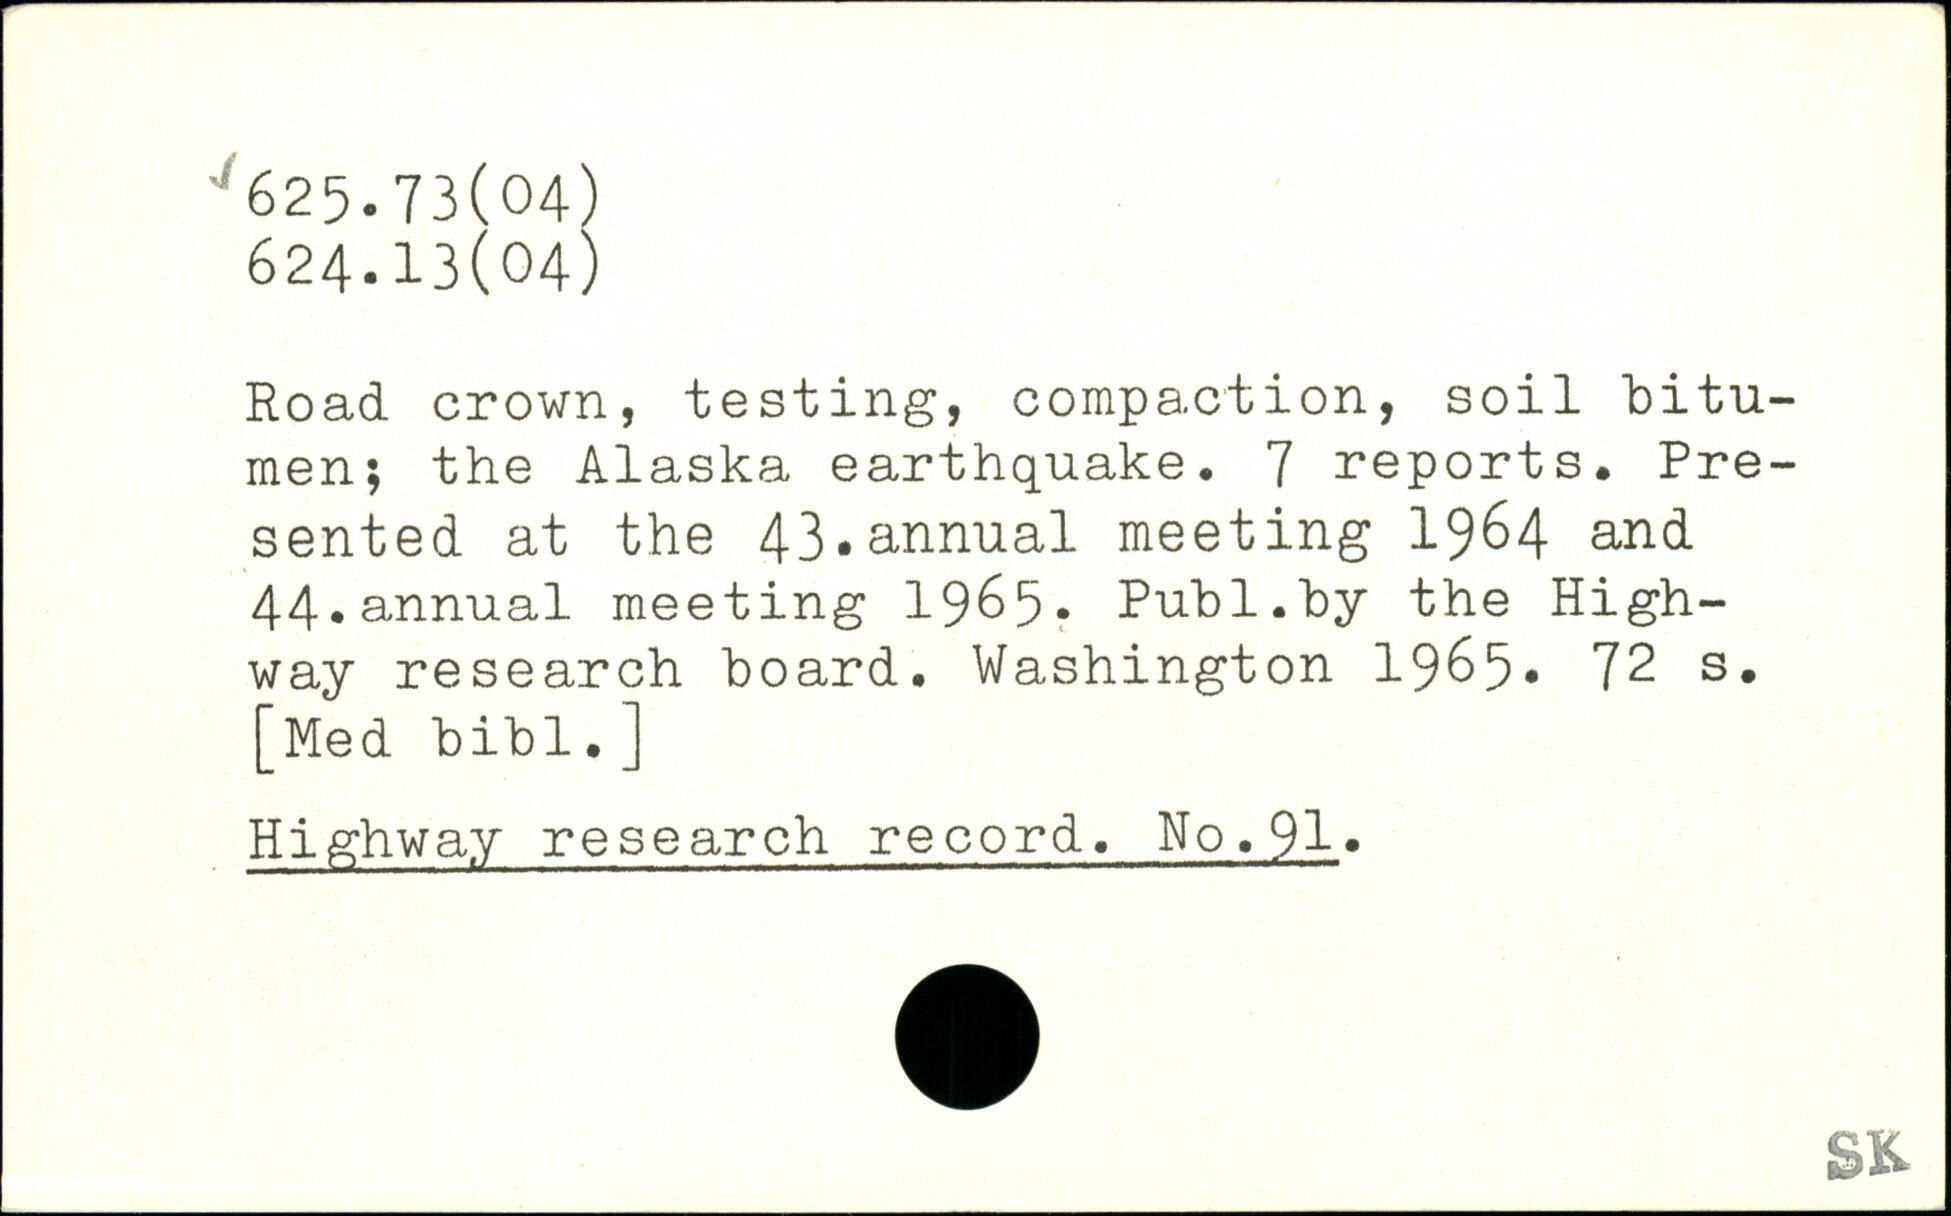 625.73(04)
624.13(04)
Road crown, testing, compaction, soil bitu-
men; the Alaska earthquake. 7 reports. Pre-
sented at the 43.annual meeting 1964 and
44.annual meeting 1965. Publ.by the High-
way research board. Washington 1965. 72 s.
[Med bibl.]
Highway research record. No.91.
SK